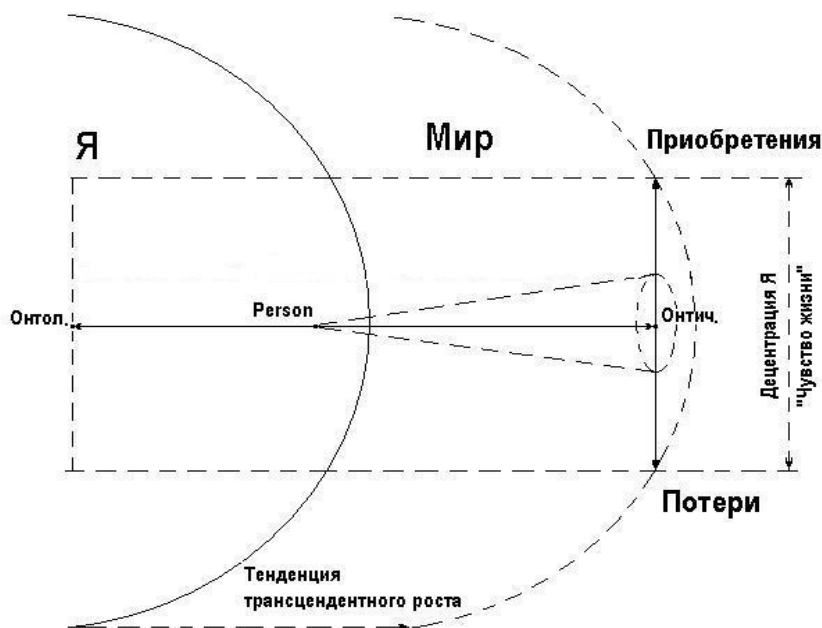 Я
Мир
Приобретения
Онтол.
Person
Онтич.
Децентрация Я
"Чувство жизни"
Потери
Тенденция
трансцендентного роста